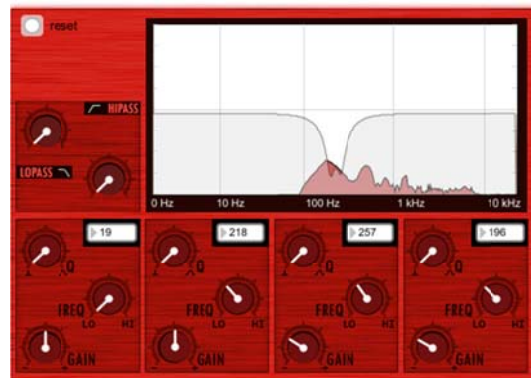 reset
HIPASS
LOPASS
0 Hz 10 Hz 100 Hz 1 kHz 10 kHz
19 218 257 196
Q Q Q Q
FREQ FREQ FREQ FREQ
LO HI LO HI LO HI LO HI
GAIN GAIN GAIN GAIN
- + - + - + - +